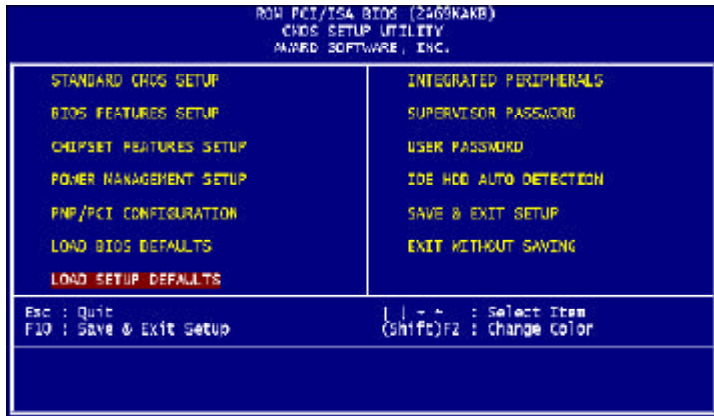 ROM PCI/ISA BIOS (2A69KAKB)
CMOS SETUP UTILITY
AWARD SOFTWARE, INC.
STANDARD CMOS SETUP
BIOS FEATURES SETUP
CHIPSET FEATURES SETUP
POWER MANAGEMENT SETUP
PNP/PCI CONFIGURATION
LOAD BIOS DEFAULTS
LOAD SETUP DEFAULTS
INTEGRATED PERIPHERALS
SUPERVISOR PASSWORD
USER PASSWORD
IDE HDD AUTO DETECTION
SAVE & EXIT SETUP
EXIT WITHOUT SAVING
Esc : Quit
F10 : Save & Exit Setup
: Select Item
(Shift)F2 : Change Color